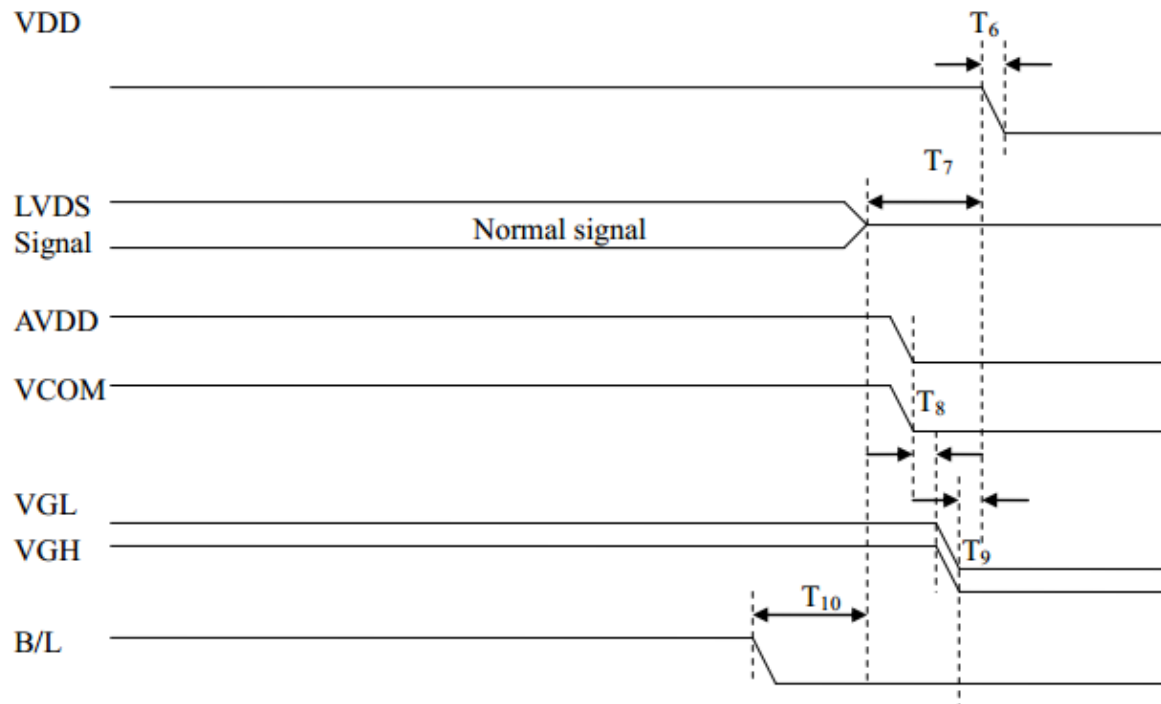 VDD
T6
T7
LVDS
Signal
Normal signal
AVDD
VCOM
T8
VGL
VGH
T9
T10
B/L